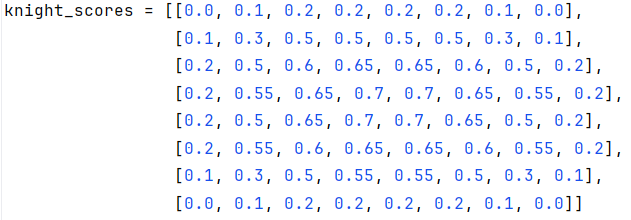 knight_scores = [[0.0, 0.1, 0.2, 0.2, 0.2, 0.2, 0.1, 0.0],
[0.1, 0.3, 0.5, 0.5, 0.5, 0.5, 0.3, 0.1],
[0.2, 0.5, 0.6, 0.65, 0.65, 0.6, 0.5, 0.2],
[0.2, 0.55, 0.65, 0.7, 0.7, 0.65, 0.55, 0.2],
[0.2, 0.5, 0.65, 0.7, 0.7, 0.65, 0.5, 0.2],
[0.2, 0.55, 0.6, 0.65, 0.65, 0.6, 0.55, 0.2],
[0.1, 0.3, 0.5, 0.55, 0.55, 0.5, 0.3, 0.1],
[0.0, 0.1, 0.2, 0.2, 0.2, 0.2, 0.1, 0.0]]